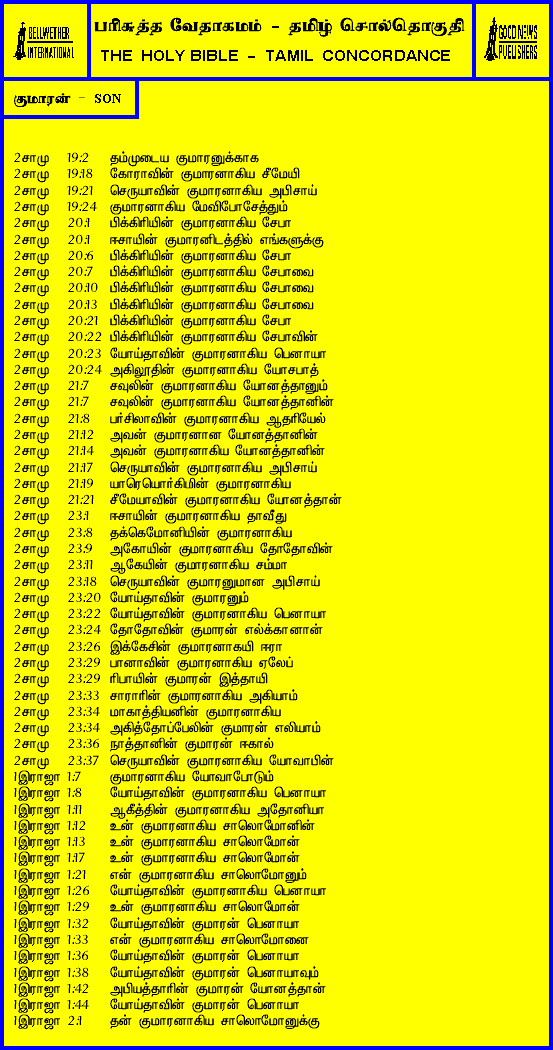 BELLWETHER
INTERNATIONAL
பரிசுத்த வேதாகமம் - தமிழ் சொல்தொகுதி
THE HOLY BIBLE - TAMIL CONCORDANCE
GOOD NEWS
PUBLISHERS
குமாரன் - SON
2சாமு 19:2 தம்முடைய குமாரனுக்காக
2சாமு 19:18 கோராவின் குமாரனாகிய சீமேயி
2சாமு 19:21 செருயாவின் குமாரனாகிய அபிசாய்
2சாமு 19:24 குமாரனாகிய மேவிபோசேத்தும்
2சாமு 20:1 பிக்கிரியின் குமாரனாகிய சேபா
2சாமு 20:1 ஈசாயின் குமாரனிடத்தில் எங்களுக்கு
2சாமு 20:6 பிக்கிரியின் குமாரனாகிய சேபா
2சாமு 20:7 பிக்கிரியின் குமாரனாகிய சேபாவை
2சாமு 20:10 பிக்கிரியின் குமாரனாகிய சேபாவை
2சாமு 20:13 பிக்கிரியின் குமாரனாகிய சேபாவை
2சாமு 20:21 பிக்கிரியின் குமாரனாகிய சேபா
2சாமு 20:22 பிக்கிரியின் குமாரனாகிய சேபாவின்
2சாமு 20:23 யோய்தாவின் குமாரனாகிய பெனாயா
2சாமு 20:24 அகிலூதின் குமாரனாகிய யோசபாத்
2சாமு 21:7 சவுலின் குமாரனாகிய யோனத்தானும்
2சாமு 21:7 சவுலின் குமாரனாகிய யோனத்தானின்
2சாமு 21:8 பர்சிலாவின் குமாரனாகிய ஆதரியேல்
2சாமு 21:12 அவன் குமாரனான யோனத்தானின்
2சாமு 21:14 அவன் குமாரனாகிய யோனத்தானின்
2சாமு 21:17 செருயாவின் குமாரனாகிய அபிசாய்
2சாமு 21:19 யாரெயொர்கிமின் குமாரனாகிய
2சாமு 21:21 சீமேயாவின் குமாரனாகிய யோனத்தான்
2சாமு 23:1 ஈசாயின் குமாரனாகிய தாவீது
2சாமு 23:8 தக்கெமோனியின் குமாரனாகிய
2சாமு 23:9 அகோயின் குமாரனாகிய தோதோவின்
2சாமு 23:11 ஆகேயின் குமாரனாகிய சம்மா
2சாமு 23:18 செருயாவின் குமாரனுமான அபிசாய்
2சாமு 23:20 யோய்தாவின் குமாரனும்
2சாமு 23:22 யோய்தாவின் குமாரனாகிய பெனாயா
2சாமு 23:24 தோதோவின் குமாரன் எல்க்கானான்
2சாமு 23:26 இக்கேசின் குமாரனாகயி ஈரா
2சாமு 23:29 பானாவின் குமாரனாகிய ஏலேப்
2சாமு 23:29 ரிபாயின் குமாரன் இத்தாயி
2சாமு 23:33 சாராரின் குமாரனாகிய அகியாம்
2சாமு 23:34 மாகாத்தியனின் குமாரனாகிய
2சாமு 23:34 அகித்தோப்பேலின் குமாரன் எலியாம்
2சாமு 23:36 நாத்தானின் குமாரன் ஈகால்
2சாமு 23:37 செருயாவின் குமாரனாகிய யோவாபின்
1இராஜா 1:7 குமாரனாகிய யோவாபோடும்
1இராஜா 1:8 யோய்தாவின் குமாரனாகிய பெனாயா
1இராஜா 1:11 ஆகீத்தின் குமாரனாகிய அதோனியா
1இராஜா 1:12 உன் குமாரனாகிய சாலொமோனின்
1இராஜா 1:13 உன் குமாரனாகிய சாலொமோன்
1இராஜா 1:17 உன் குமாரனாகிய சாலொமோன்
1இராஜா 1:21 என் குமாரனாகிய சாலொமோனும்
1இராஜா 1:26 யோய்தாவின் குமாரனாகிய பெனாயா
1இராஜா 1:29 உன் குமாரனாகிய சாலொமோன்
1இராஜா 1:32 யோய்தாவின் குமாரன் பெனாயா
1இராஜா 1:33 என் குமாரனாகிய சாலொமோனை
1இராஜா 1:36 யோய்தாவின் குமாரன் பெனாயா
1இராஜா 1:38 யோய்தாவின் குமாரன் பெனாயாவும்
1இராஜா 1:42 அபியத்தாரின் குமாரன் யோனத்தான்
1இராஜா 1:44 யோய்தாவின் குமாரன் பெனாயா
1இராஜா 2:1 தன் குமாரனாகிய சாலொமோனுக்கு